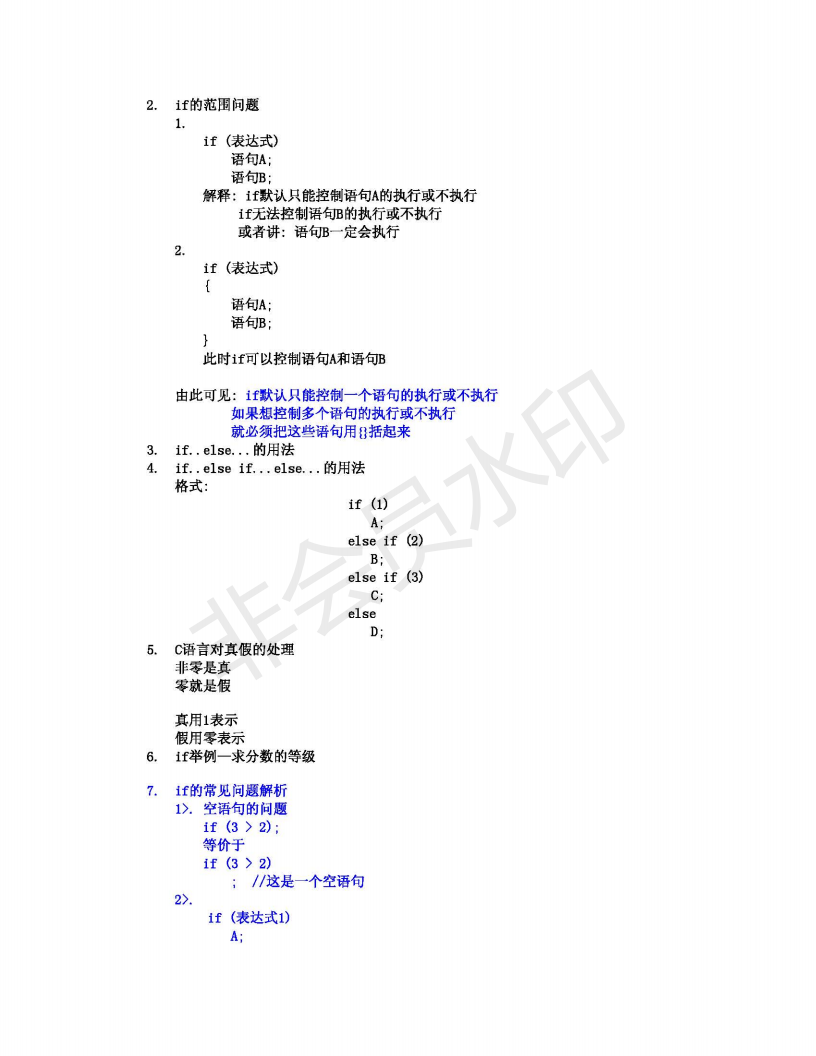 2. if的范围问题
1.
if (表达式)
语句A;
语句B;
解释: if默认只能控制语句A的执行或不执行
if无法控制语句B的执行或不执行
或者讲: 语句B一定会执行
2.
if (表达式)
{
语句A;
语句B;
}
此时if可以控制语句A和语句B
由此可见: if默认只能控制一个语句的执行或不执行
如果想控制多个语句的执行或不执行
就必须把这些语句用{}括起来
3. if..else...的用法
4. if..else if...else...的用法
格式:
if (1)
A;
else if (2)
B;
else if (3)
C;
else
D;
5. C语言对真假的处理
非零是真
零就是假
真用1表示
假用零表示
6. if举例—求分数的等级
7. if的常见问题解析
1>. 空语句的问题
if (3 > 2);
等价于
if (3 > 2)
; //这是一个空语句
2>.
if (表达式1)
A;
非会员水印